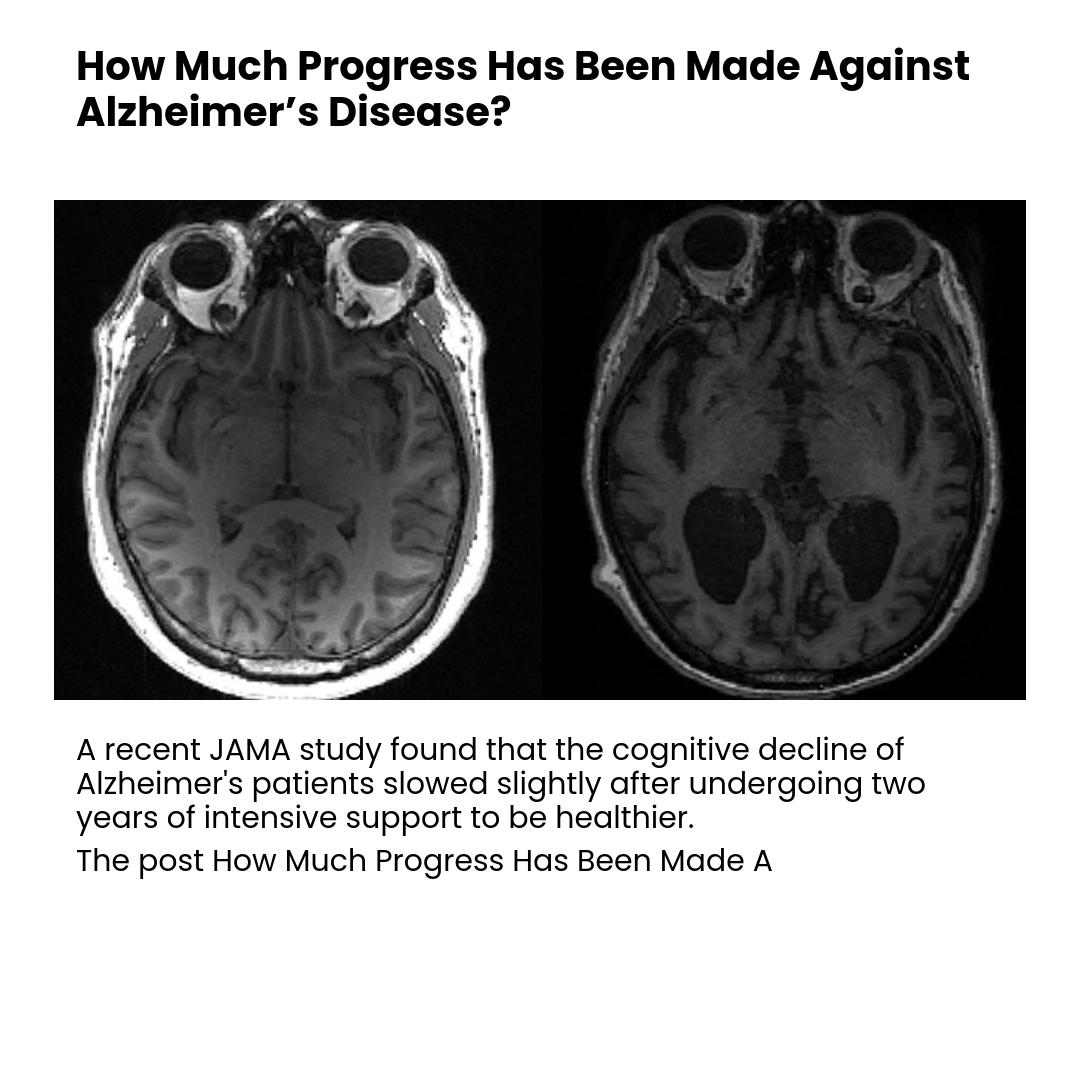 How Much Progress Has Been Made Against
Alzheimer’s Disease?
A recent JAMA study found that the cognitive decline of
Alzheimer's patients slowed slightly after undergoing two
years of intensive support to be healthier.
The post How Much Progress Has Been Made A